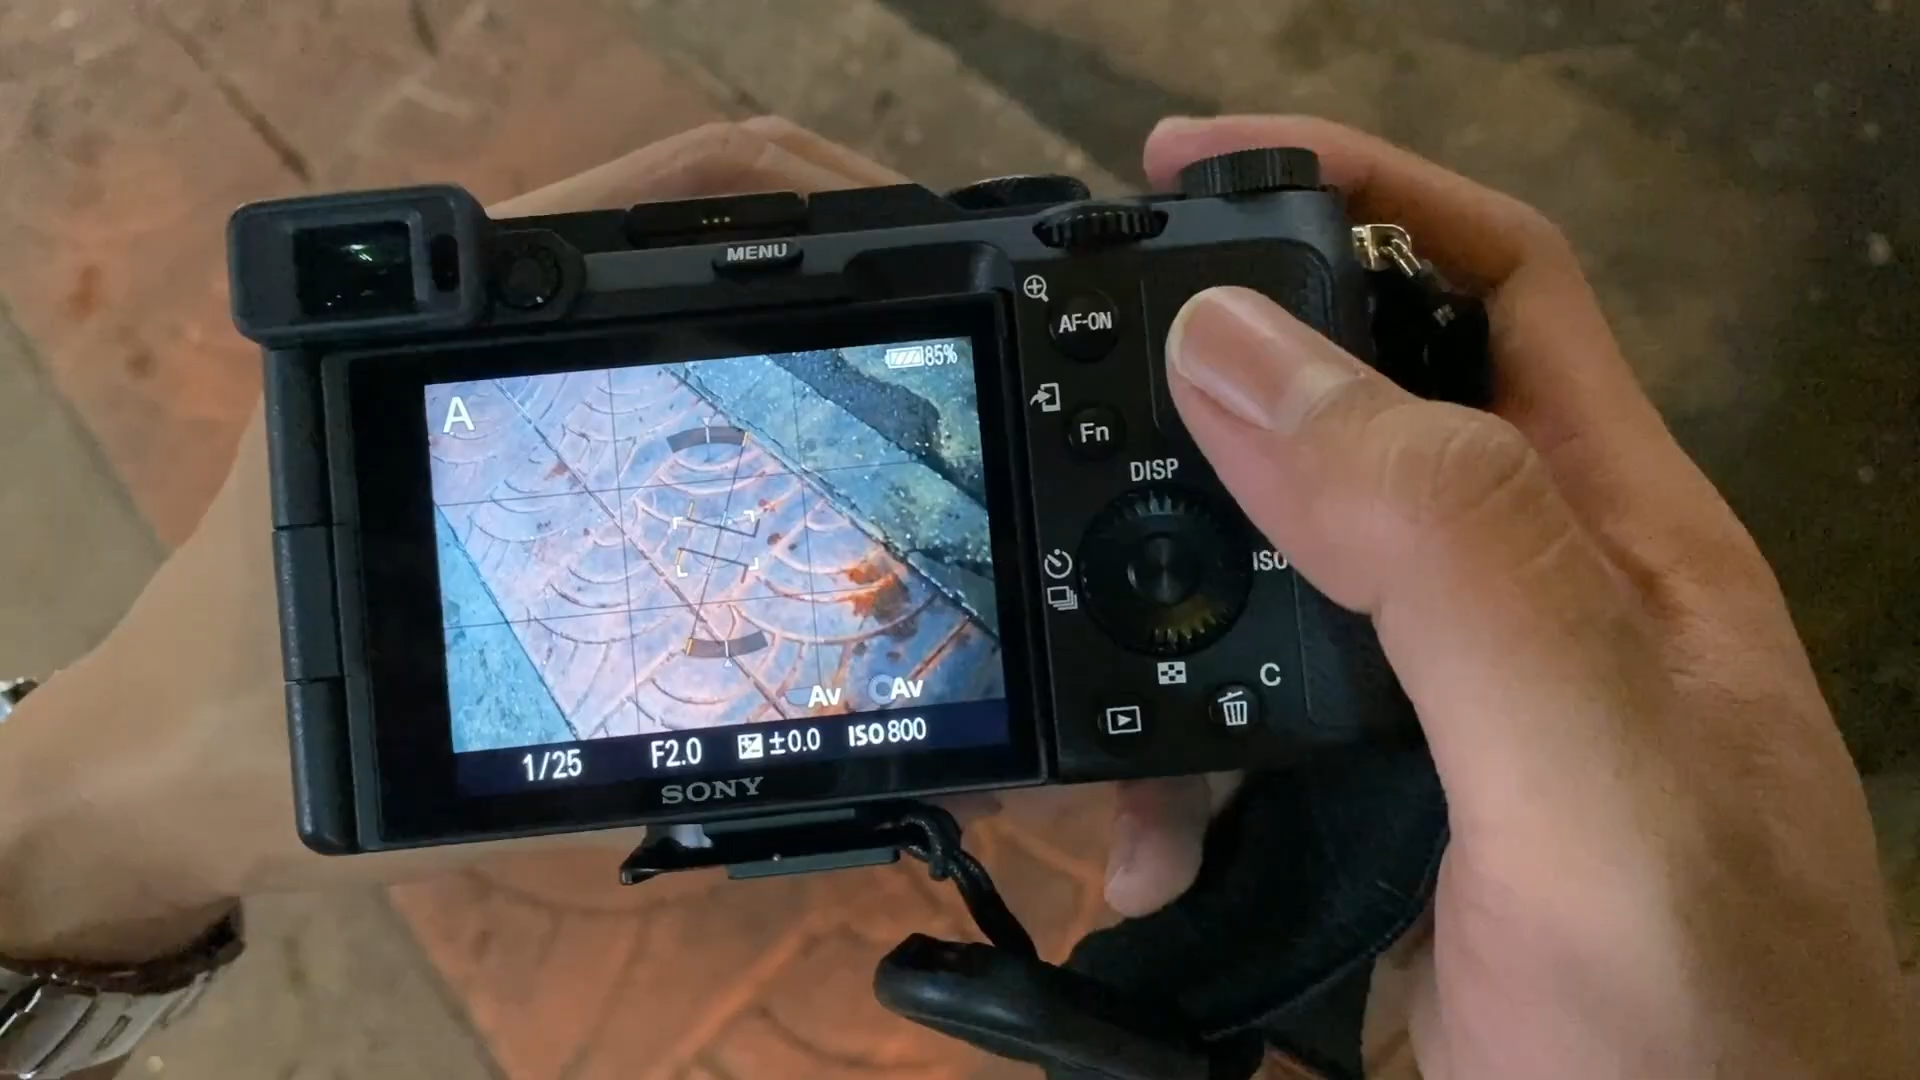 MENU
AF-ON
85%
A
Fn
DISP
ISO
Av Av
C
1/25 F2.0 ±0.0 ISO 800
SONY